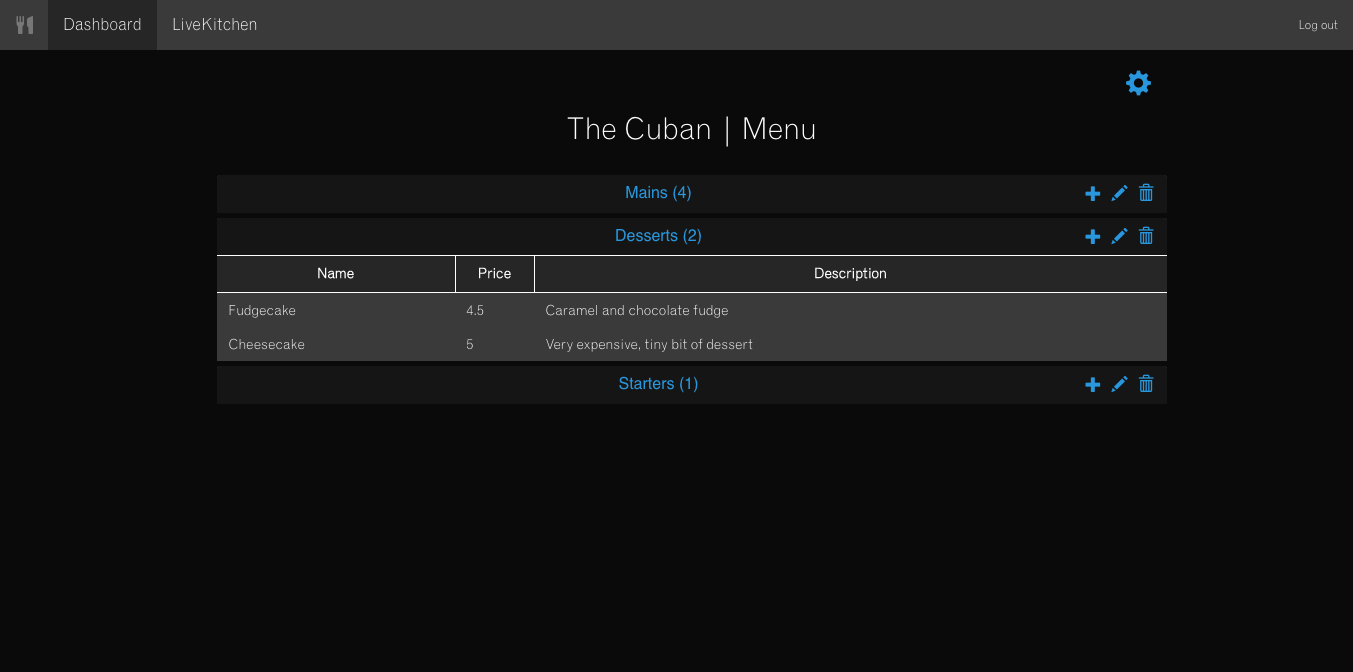 Dashboard LiveKitchen Log out
The Cuban | Menu
Mains (4)
Desserts (2)
Name Price Description
Fudgecake 4.5 Caramel and chocolate fudge
Cheesecake 5 Very expensive, tiny bit of dessert
Starters (1)